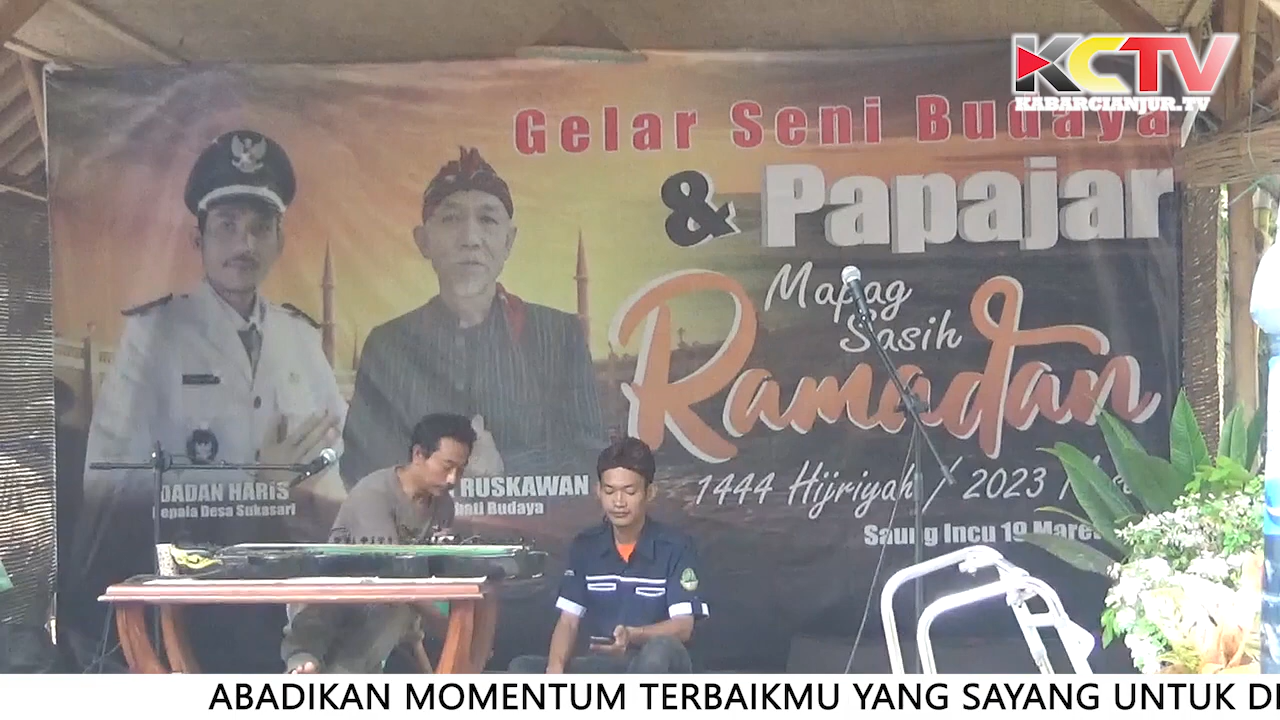 KCTV
KABARCIANJUR.TV
Gelar Seni Budaya
& Papajar
Mapag
Sasih
Ramadan
1444 Hijriyah / 2023
Saung Incu 19 Maret
DADAN HARIS
Kepala Desa Sukasari
RUSKAWAN
Budaya
ABADIKAN MOMENTUM TERBAIKMU YANG SAYANG UNTUK DI